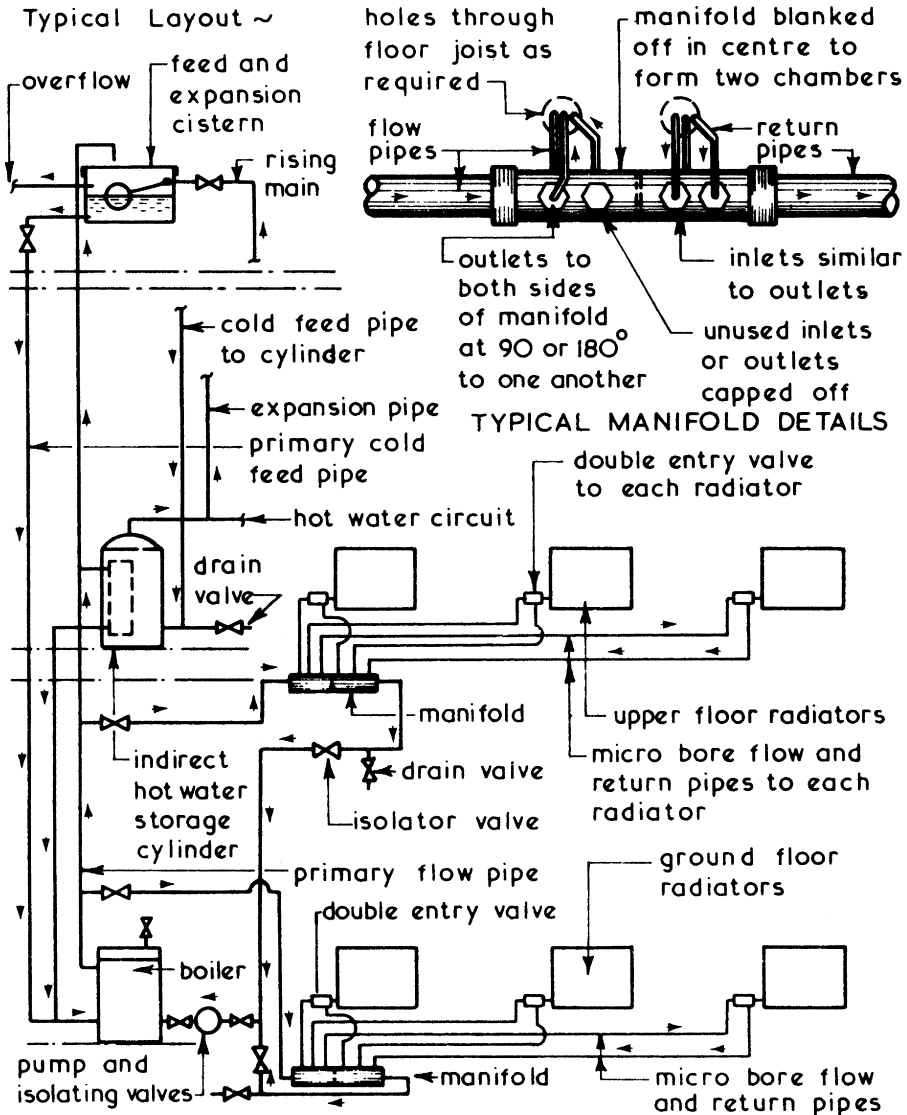 Typical Layout ~
overflow
feed and
expansion
cistern
rising
main
holes through
floor joist as
required
flow
pipes
manifold blanked
off in centre to
form two chambers
return
pipes
outlets to
both sides
of manifold
at 90 or 180°
to one another
inlets similar
to outlets
unused inlets
or outlets
capped off
TYPICAL MANIFOLD DETAILS
cold feed pipe
to cylinder
expansion pipe
primary cold
feed pipe
hot water circuit
drain
valve
double entry valve
to each radiator
manifold
upper floor radiators
drain valve
micro bore flow and
return pipes to each
radiator
isolator valve
indirect
hot water
storage
cylinder
primary flow pipe
ground floor
radiators
double entry valve
boiler
pump and
isolating valves
manifold
micro bore flow
and return pipes